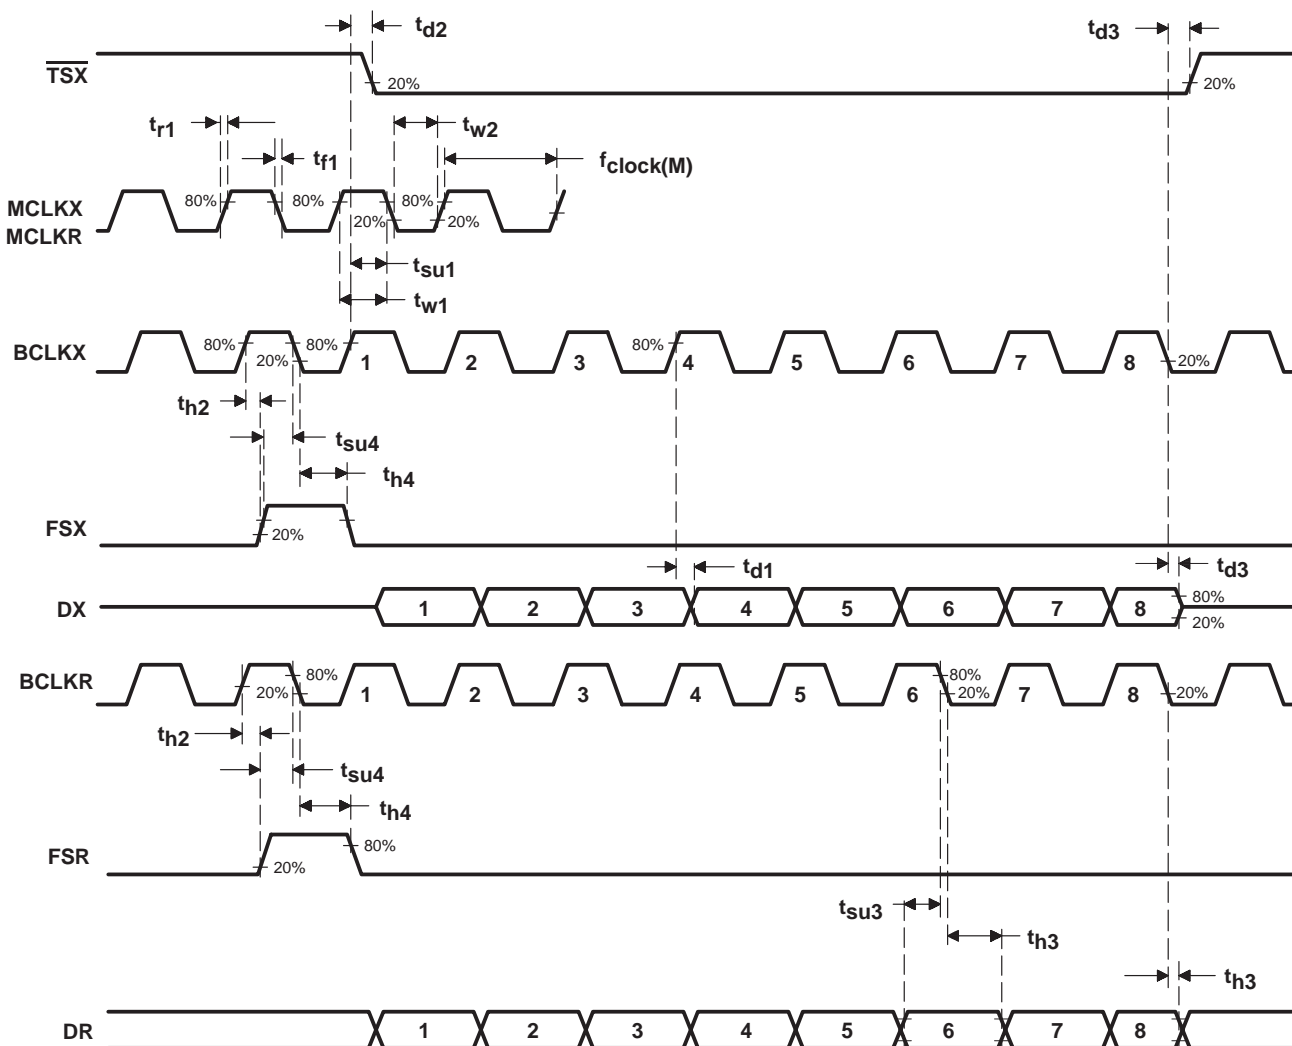 td2
td3
TSX
20%
20%
tr1
tw2
tf1
fclock(M)
80%
80%
80%
MCLKX
MCLKR
20%
20%
tsu1
tw1
BCLKX
80%
20%
80%
1
2
3
80%
4
5
6
7
8
20%
th2
tsu4
th4
FSX
20%
td1
td3
DX
1
2
3
4
5
6
7
8
80%
20%
BCLKR
20%
80%
1
2
3
4
5
6
80%
20%
7
8
20%
th2
tsu4
th4
FSR
20%
80%
tsu3
th3
th3
DR
1
2
3
4
5
6
7
8